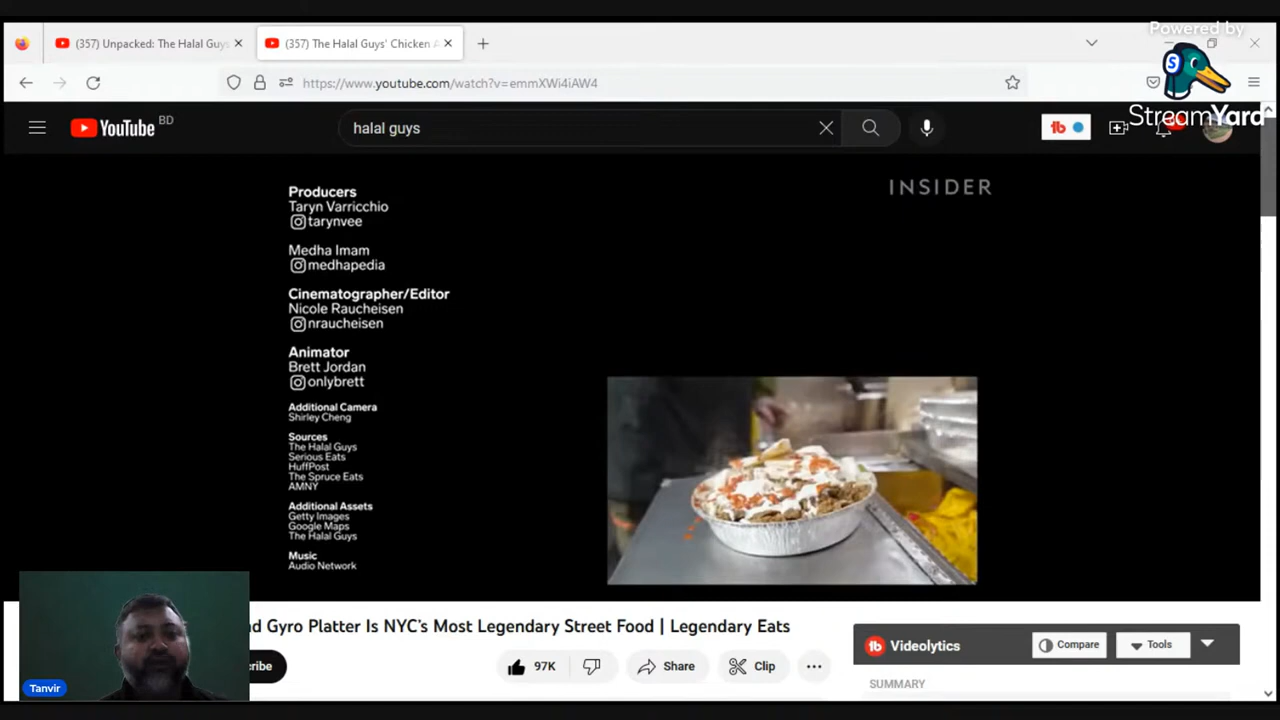 Powered by
StreamYard
(357) Unpacked: The Halal Guys
(357) The Halal Guys' Chicken A
https://www.youtube.com/watch?v=emmXWi4iAW4
YouTube BD
halal guys
INSIDER
Producers
Taryn Varricchio
tarynvee
Medha Imam
medhapedia
Cinematographer/Editor
Nicole Raucheisen
nraucheisen
Animator
Brett Jordan
onlybrett
Additional Camera
Shirley Cheng
Sources
The Halal Guys
Serious Eats
HuffPost
The Spruce Eats
AMNY
Additional Assets
Getty Images
Google Maps
The Halal Guys
Music
Audio Network
d Gyro Platter Is NYC's Most Legendary Street Food | Legendary Eats
97K
Share
Clip
Videolytics
Compare
Tools
SUMMARY
Tanvir